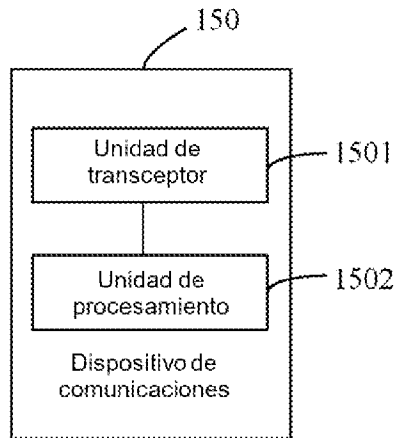 150
Unidad de
transceptor
1501
Unidad de
procesamiento
1502
Dispositivo de
comunicaciones